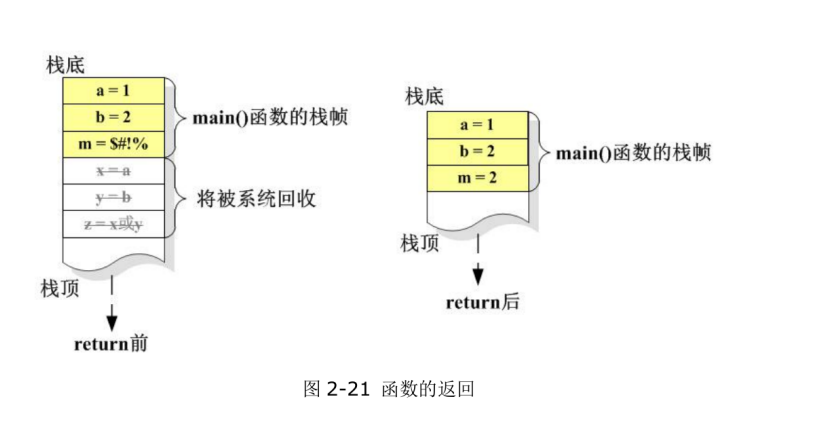 栈底
a = 1
b = 2
m = $#!%
main()函数的栈帧
x = a
y = b
z = x或y
将被系统回收
栈顶
return前
栈底
a = 1
b = 2
m = 2
main()函数的栈帧
栈顶
return后
图 2-21 函数的返回